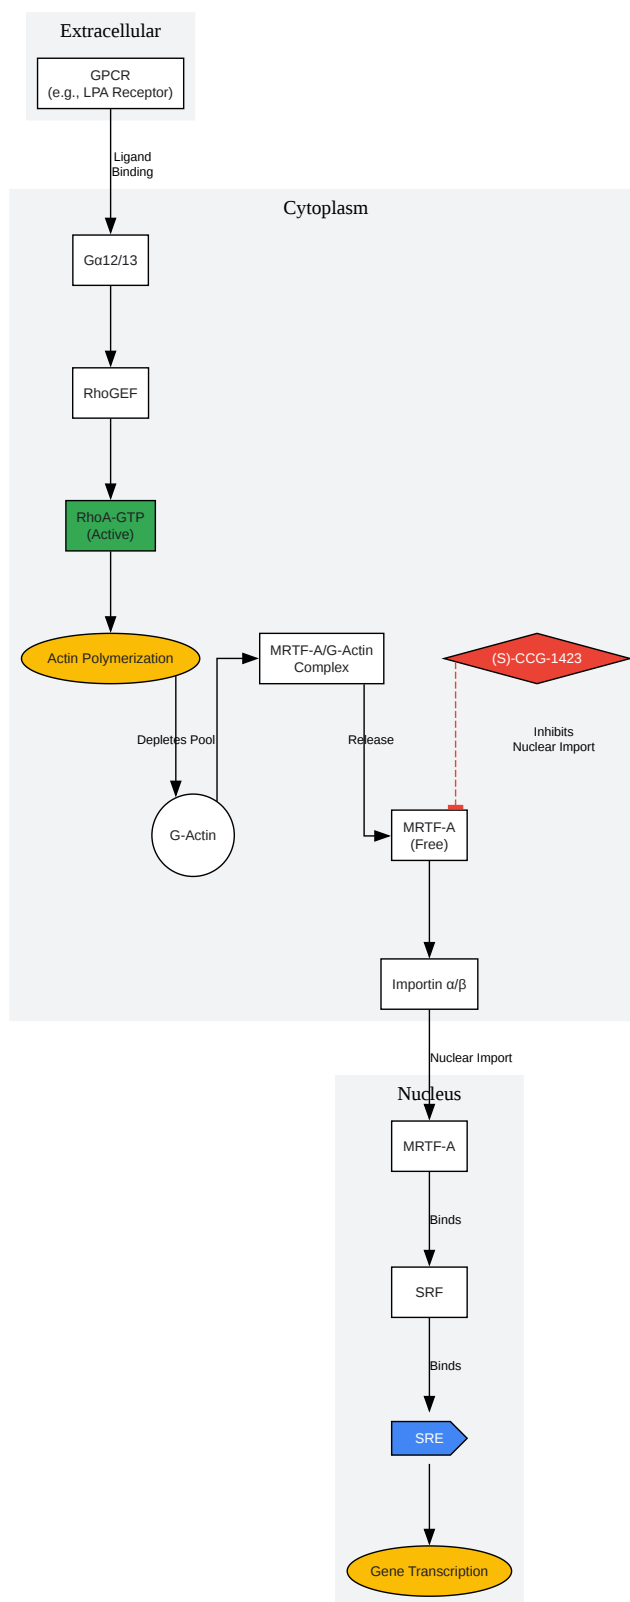 Extracellular
GPCR
(e.g., LPA Receptor)
Ligand
Binding
Cytoplasm
Gα12/13
RhoGEF
RhoA-GTP
(Active)
Actin Polymerization
MRTF-A/G-Actin
Complex
(S)-CCG-1423
Depletes Pool
Release
Inhibits
Nuclear Import
G-Actin
MRTF-A
(Free)
Importin α/β
Nuclear Import
Nucleus
MRTF-A
Binds
SRF
Binds
SRE
Gene Transcription